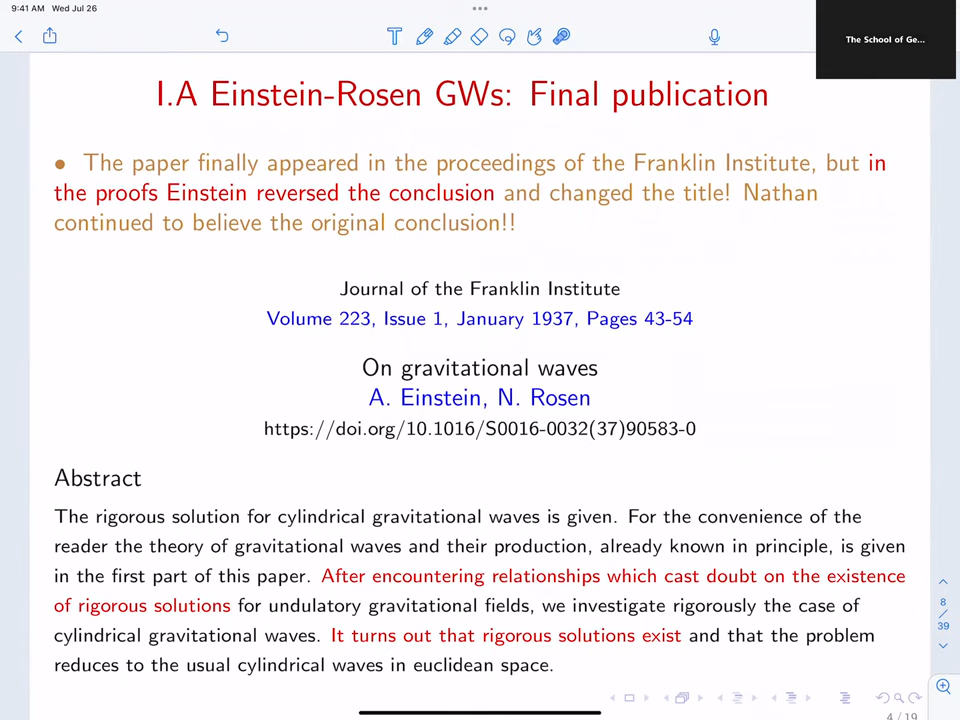 9:41 AM Wed Jul 26
The School of Ge...
I.A Einstein-Rosen GWs: Final publication
• The paper finally appeared in the proceedings of the Franklin Institute, but in
the proofs Einstein reversed the conclusion and changed the title! Nathan
continued to believe the original conclusion!!
Journal of the Franklin Institute
Volume 223, Issue 1, January 1937, Pages 43-54
On gravitational waves
A. Einstein, N. Rosen
https://doi.org/10.1016/S0016-0032(37)90583-0
Abstract
The rigorous solution for cylindrical gravitational waves is given. For the convenience of the
reader the theory of gravitational waves and their production, already known in principle, is given
in the first part of this paper. After encountering relationships which cast doubt on the existence
of rigorous solutions for undulatory gravitational fields, we investigate rigorously the case of
cylindrical gravitational waves. It turns out that rigorous solutions exist and that the problem
reduces to the usual cylindrical waves in euclidean space.
8
/
39
4 / 19